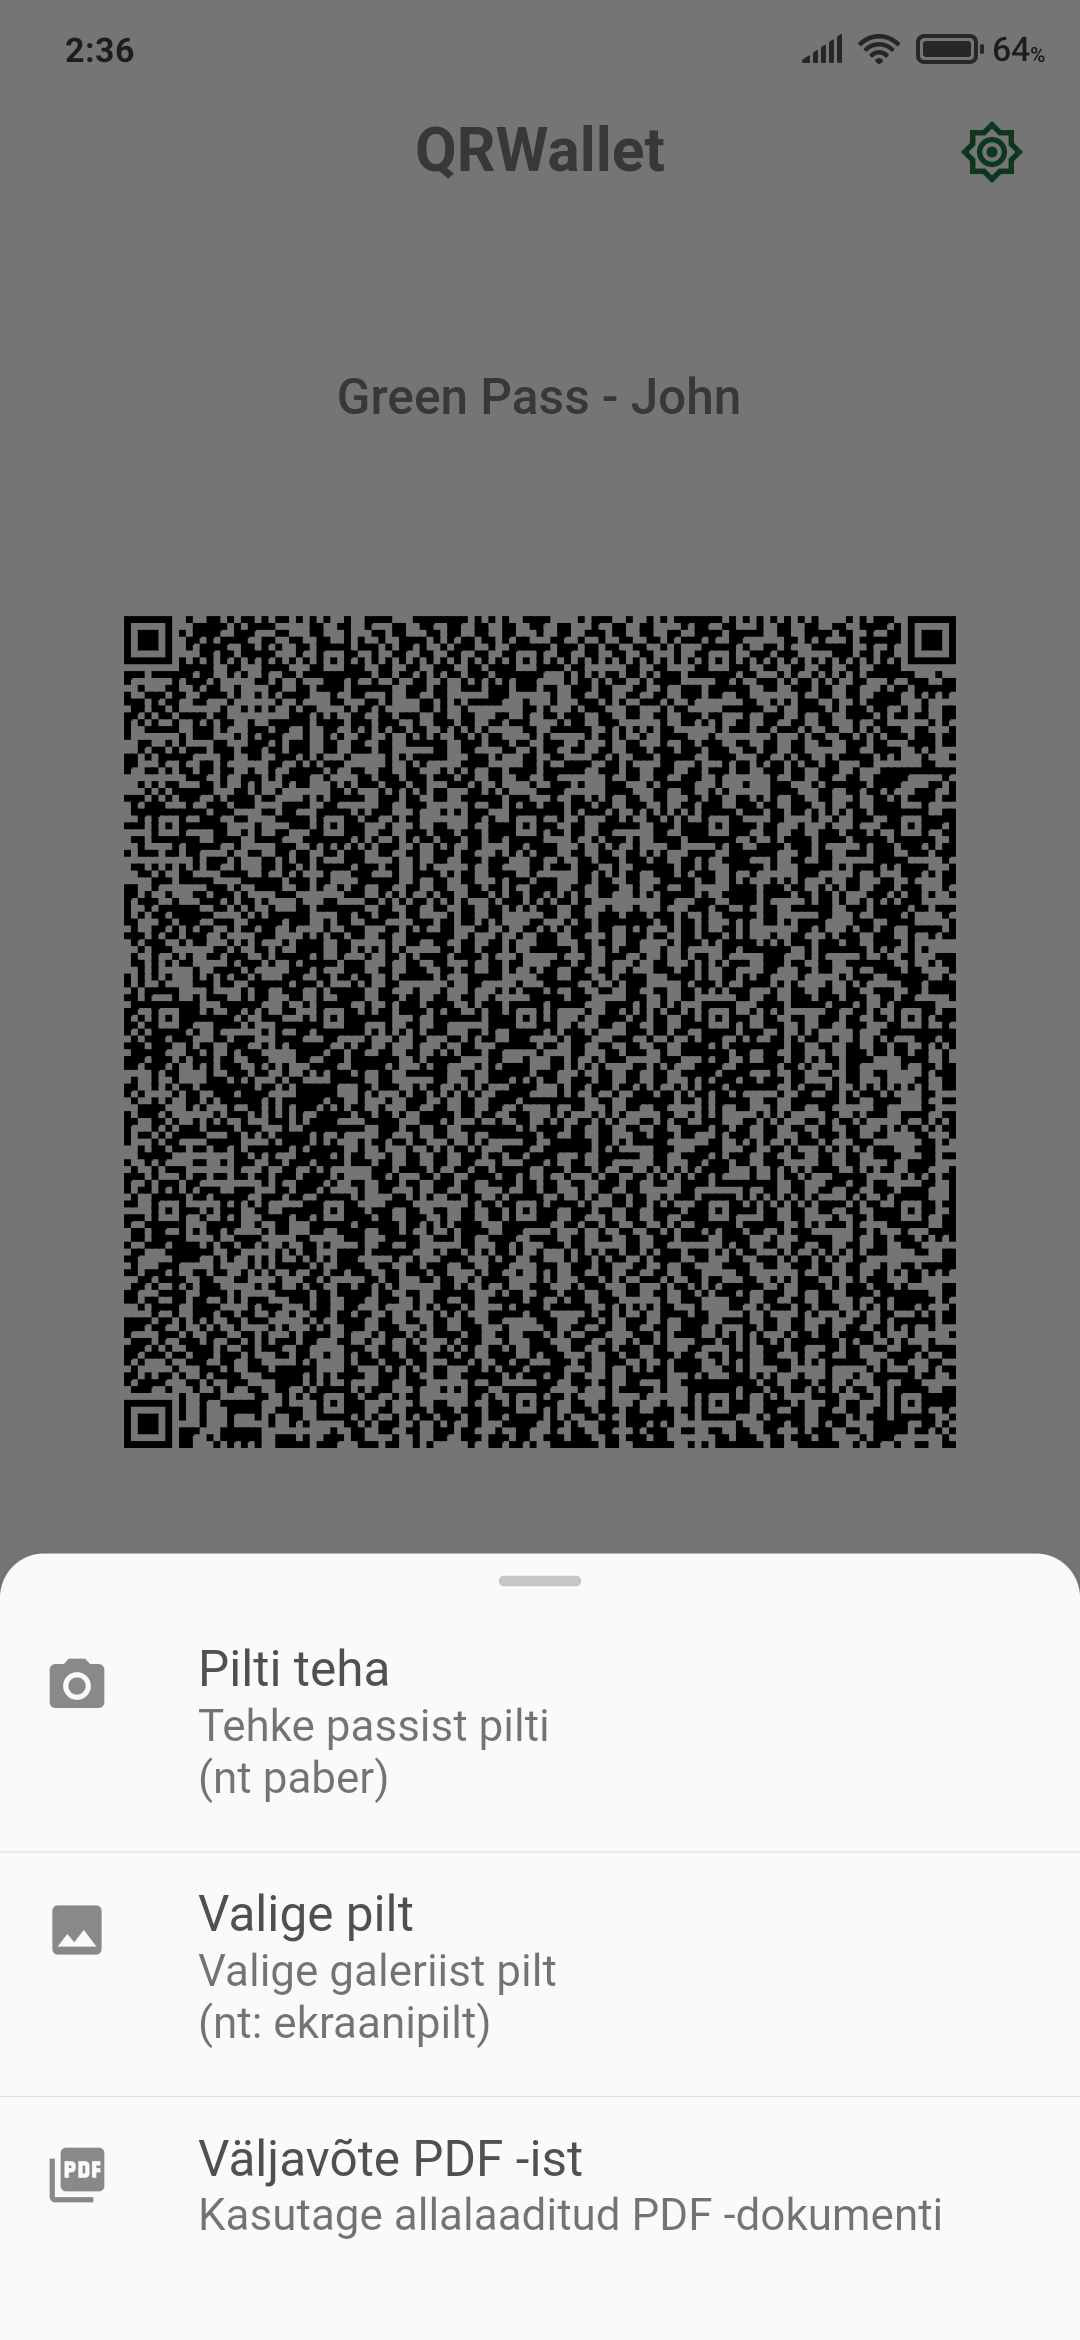 2:36
64%
QRWallet
Green Pass - John
Pilti teha
Tehke passist pilti
(nt paber)
Valige pilt
Valige galeriist pilt
(nt: ekraanipilt)
PDF
Väljavõte PDF -ist
Kasutage allalaaditud PDF -dokumenti